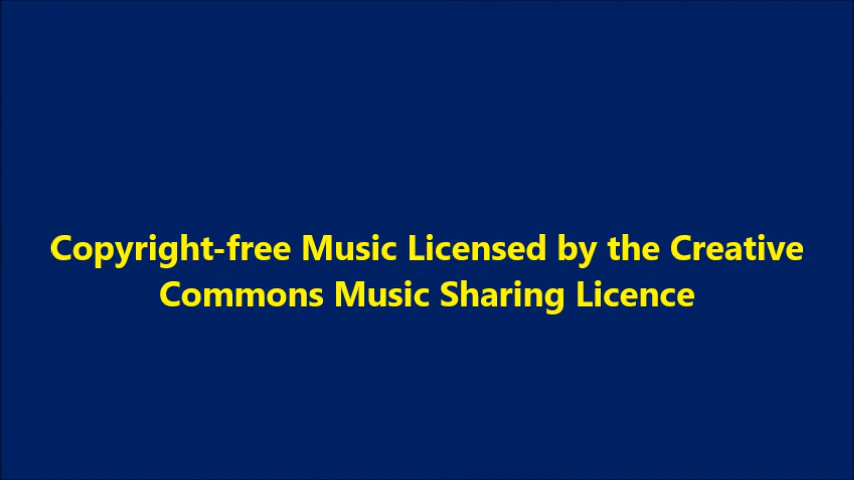 Copyright-free Music Licensed by the Creative
Commons Music Sharing Licence